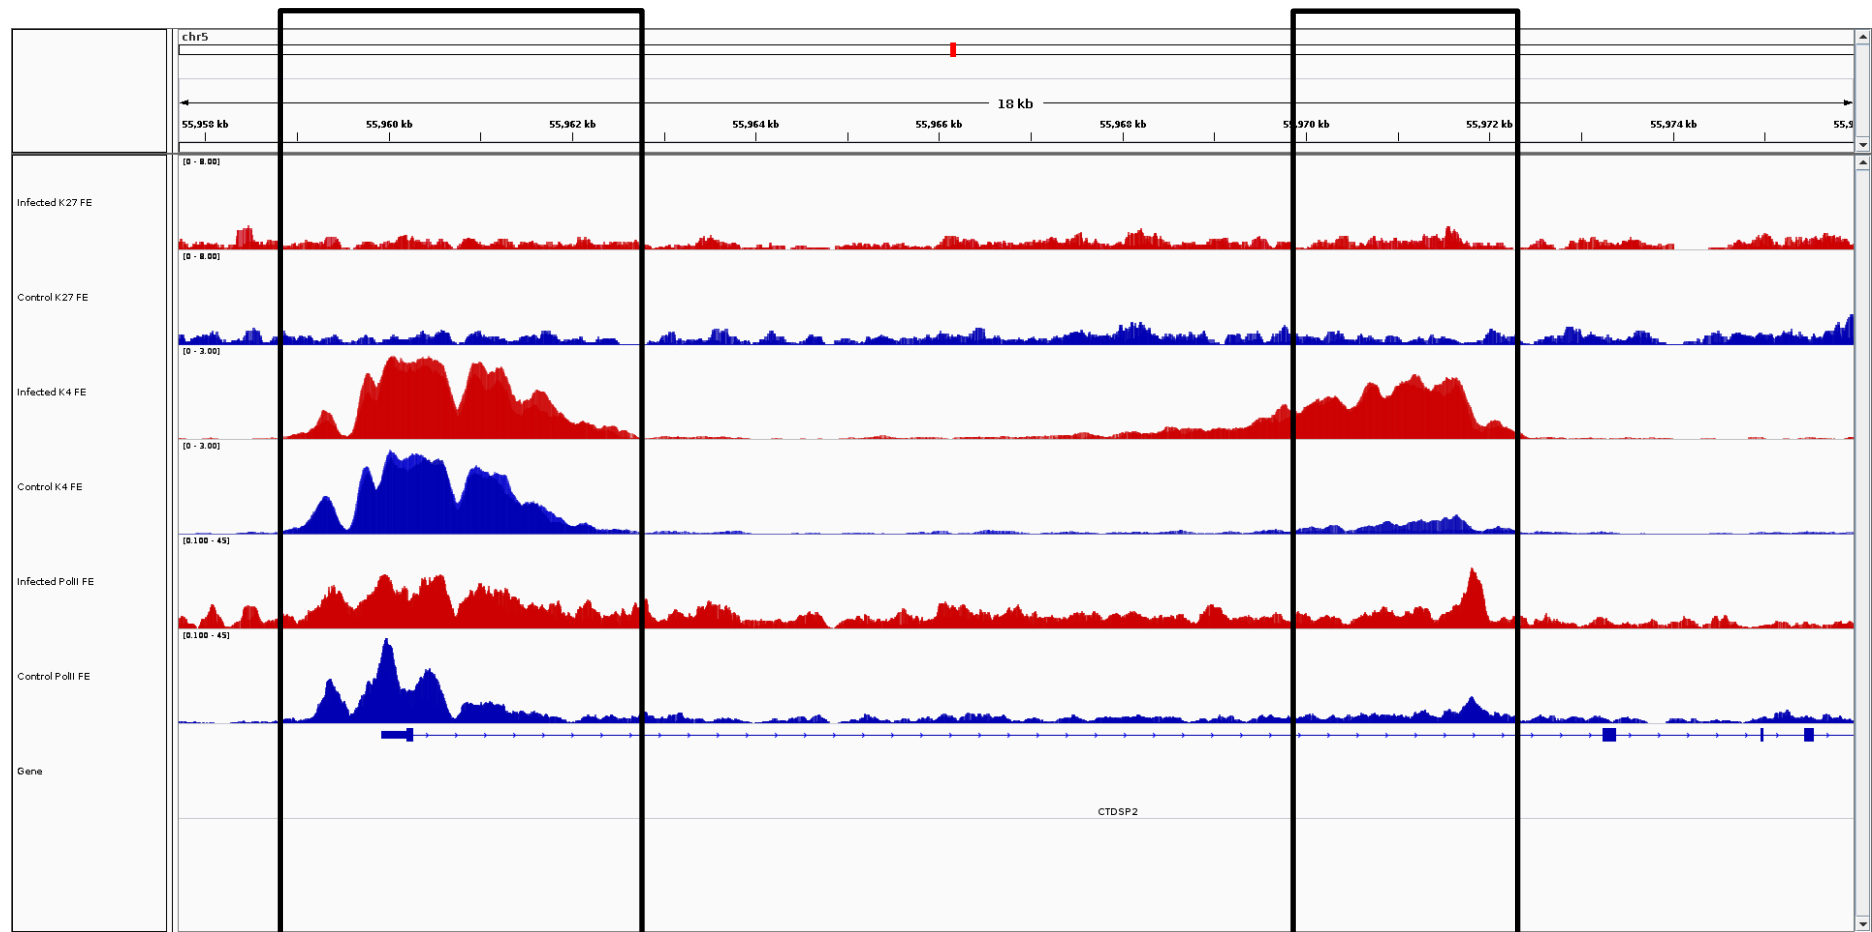 chr5
18 kb
55,958 kb 55,960 kb 55,962 kb 55,964 kb 55,966 kb 55,968 kb 55,970 kb 55,972 kb 55,974 kb 55,9
[0 - 8.00]
Infected K27 FE
[0 - 8.00]
Control K27 FE
[0 - 3.00]
Infected K4 FE
[0 - 3.00]
Control K4 FE
[0.100 - 45]
Infected PolII FE
[0.100 - 45]
Control PolII FE
Gene
CTDSP2